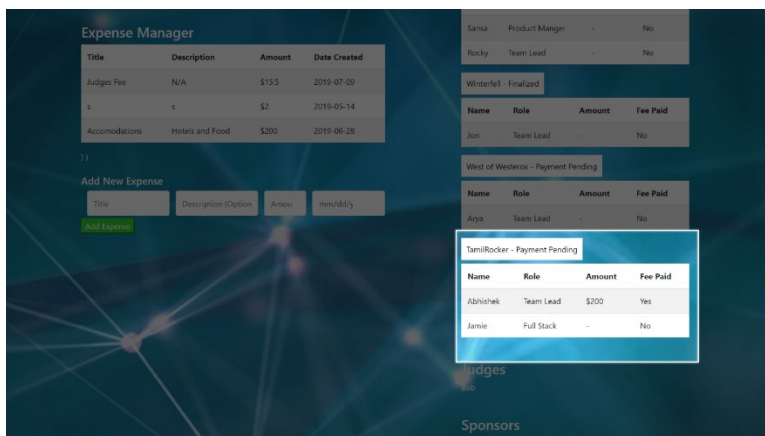 Expense Manager
Title Description Amount Date Created
Judges Fee N/A $15.5 2019-07-09
s s $2 2019-05-14
Accomodations Hotels and Food $200 2019-06-28
) )
Add New Expense
Title Description (Option Amou mm/dd/y
Add Expense
Sansa Product Manger - No
Rocky Team Lead - No
Winterfell - Finalized
Name Role Amount Fee Paid
Jon Team Lead - No
West of Westeros - Payment Pending
Name Role Amount Fee Paid
Arya Team Lead - No
TamilRocker - Payment Pending
Name Role Amount Fee Paid
Abhishek Team Lead $200 Yes
Jamie Full Stack - No
Judges
Bob
Sponsors